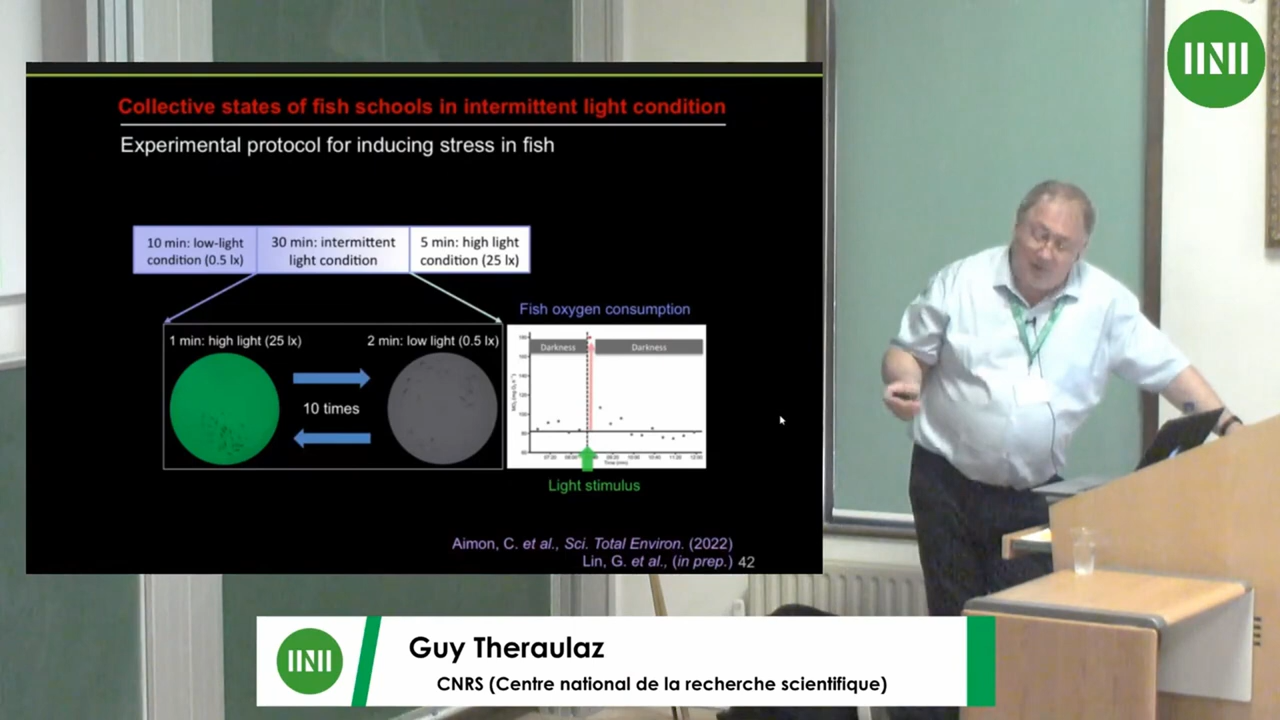 IINII
Collective states of fish schools in intermittent light condition
Experimental protocol for inducing stress in fish
10 min: low-light
condition (0.5 lx)
30 min: intermittent
light condition
5 min: high light
condition (25 lx)
Fish oxygen consumption
1 min: high light (25 lx)
2 min: low light (0.5 lx)
10 times
Darkness
Darkness
Time (min)
Light stimulus
Aimon, C. et al., Sci. Total Environ. (2022)
Lin, G. et al., (in prep.) 42
IINII
Guy Theraulaz
CNRS (Centre national de la recherche scientifique)